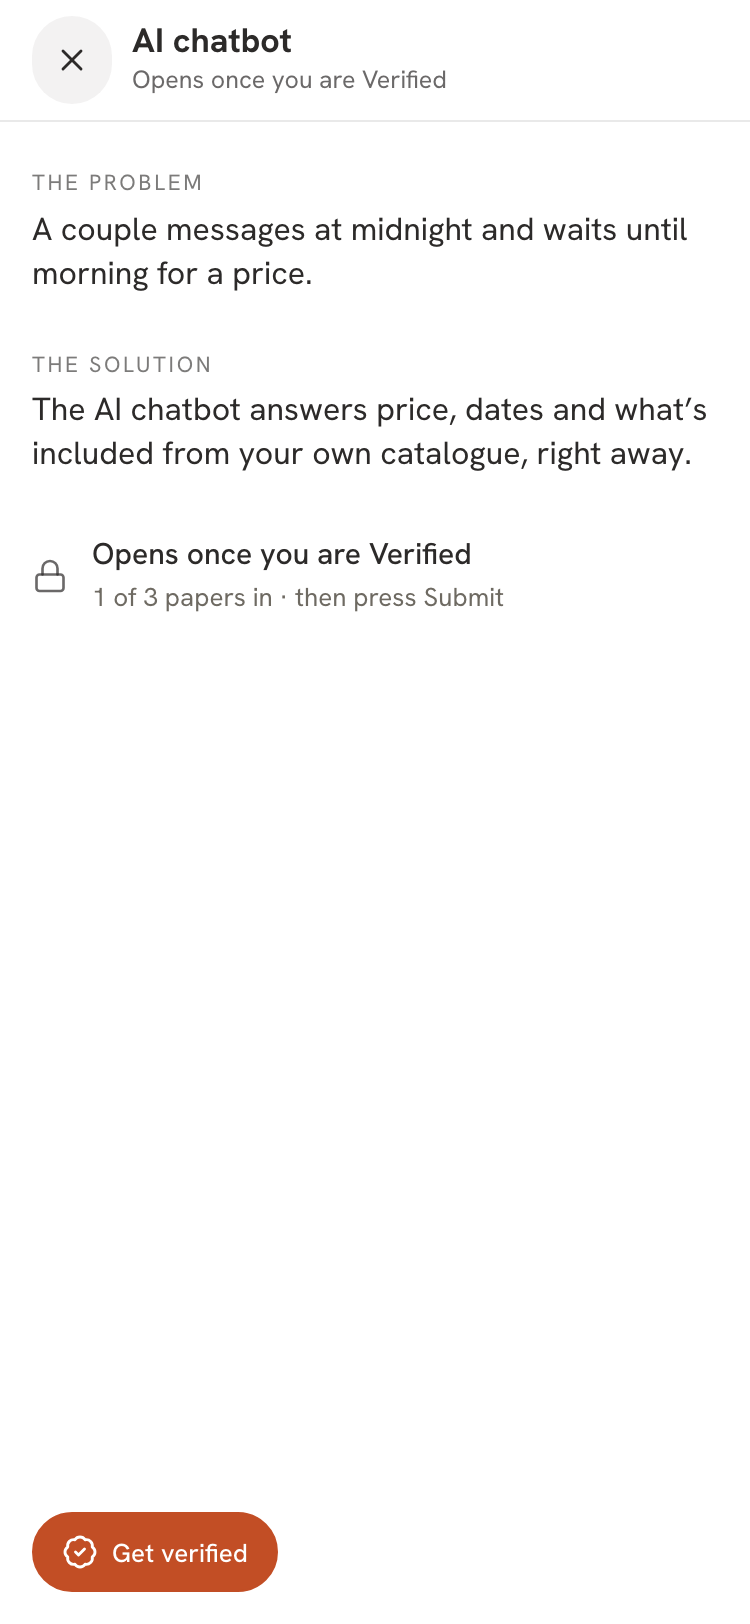 AI chatbot
Opens once you are Verified
THE PROBLEM
A couple messages at midnight and waits until
morning for a price.
THE SOLUTION
The AI chatbot answers price, dates and what’s
included from your own catalogue, right away.
Opens once you are Verified
1 of 3 papers in · then press Submit
Get verified